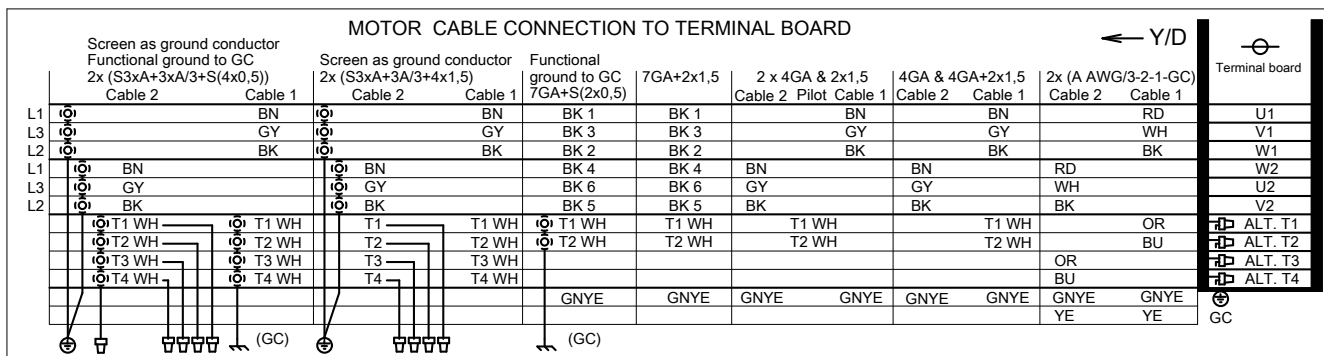 MOTOR CABLE CONNECTION TO TERMINAL BOARD
Y/D
Terminal board
Screen as ground conductor
Functional ground to GC
2x (S3xA+3xA/3+S(4x0,5))
Cable 2 Cable 1
Screen as ground conductor
2x (S3xA+3A/3+4x1,5)
Cable 2 Cable 1
Functional
ground to GC
7GA+S(2x0,5)
7GA+2x1,5
2 x 4GA & 2x1,5
Cable 2 Pilot Cable 1
4GA & 4GA+2x1,5
Cable 2 Cable 1
2x (A AWG/3-2-1-GC)
Cable 2 Cable 1
L1 BN BN BK 1 BK 1 BN BN RD U1
L3 GY GY BK 3 BK 3 GY GY WH V1
L2 BK BK BK 2 BK 2 BK BK BK W1
L1 BN BN BK 4 BK 4 BN BN RD W2
L3 GY GY BK 6 BK 6 GY GY WH U2
L2 BK BK BK 5 BK 5 BK BK BK V2
T1 WH T1 WH T1 T1 WH T1 WH T1 WH T1 WH T1 WH OR ALT. T1
T2 WH T2 WH T2 T2 WH T2 WH T2 WH T2 WH T2 WH BU ALT. T2
T3 WH T3 WH T3 T3 WH OR ALT. T3
T4 WH T4 WH T4 T4 WH BU ALT. T4
GNYE GNYE GNYE GNYE GNYE GNYE GNYE GNYE
YE YE GC
(GC) (GC)